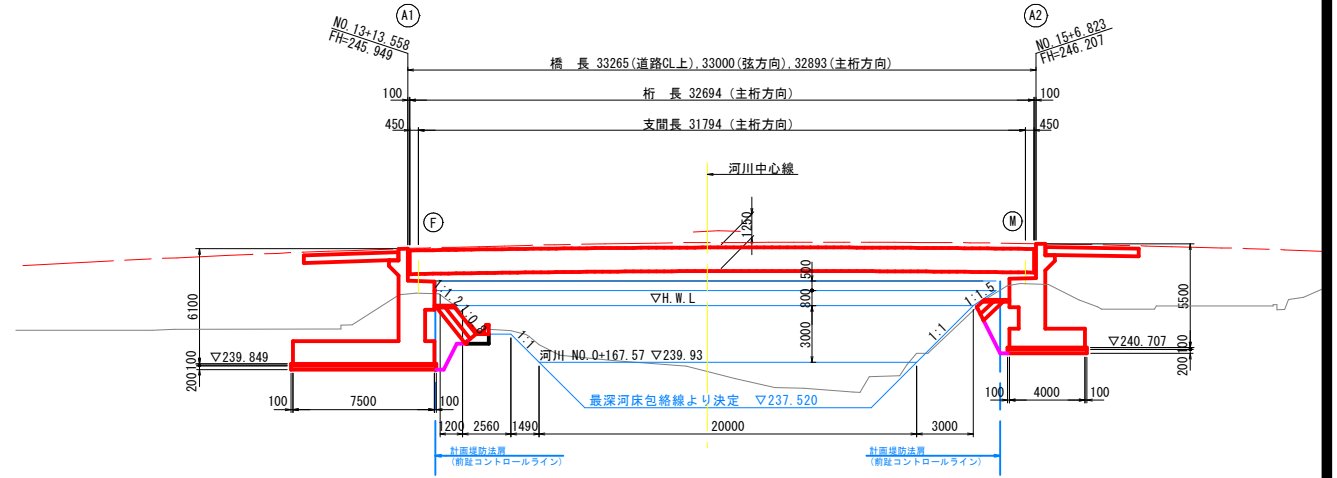 A1
A2
NO.13+13.558
FH=245.949
NO.15+6.823
FH=246.207
橋　長 33265(道路CL上),33000(弦方向),32893(主桁方向)
100
桁　長 32694 (主桁方向)
100
450
支間長 31794 (主桁方向)
450
河川中心線
F
M
1250
500
800
3000
6100
5500
1:1.2
1:0.8
1:1.5
▽H.W.L
1:1
1:1
河川 NO.0+167.57 ▽239.93
▽239.849
▽240.707
100
200
100
200
最深河床包絡線より決定　▽237.520
100
7500
100
100
4000
100
1200
2560
1490
20000
3000
計画堤防法肩
(前趾コントロールライン)
計画堤防法肩
(前趾コントロールライン)